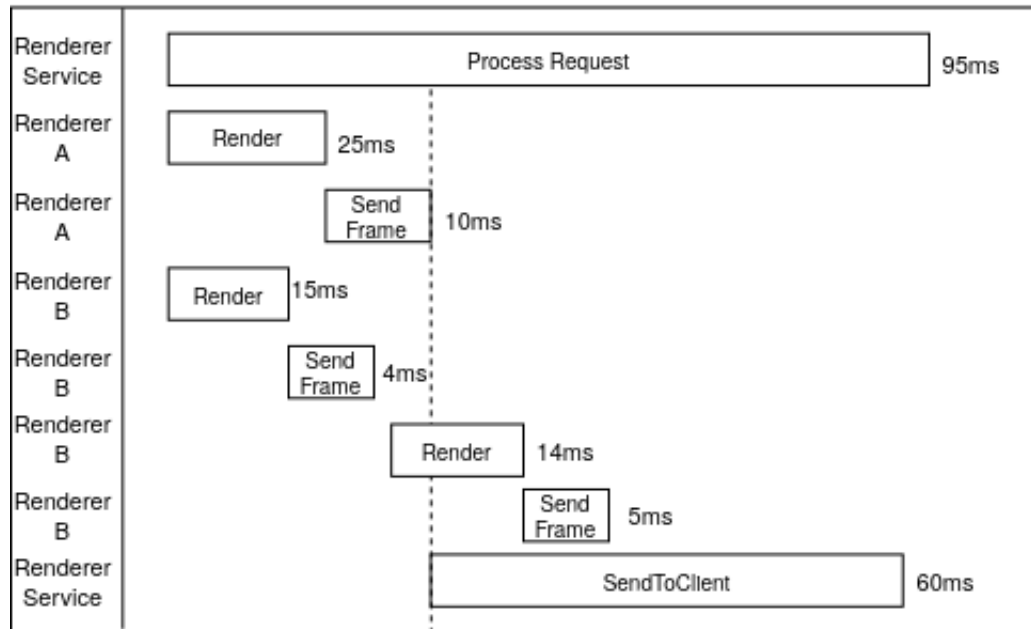 Renderer
Service
Process Request
95ms
Renderer
A
Render
25ms
Renderer
A
Send
Frame
10ms
Renderer
B
Render
15ms
Renderer
B
Send
Frame
4ms
Renderer
B
Render
14ms
Renderer
B
Send
Frame
5ms
Renderer
Service
SendToClient
60ms